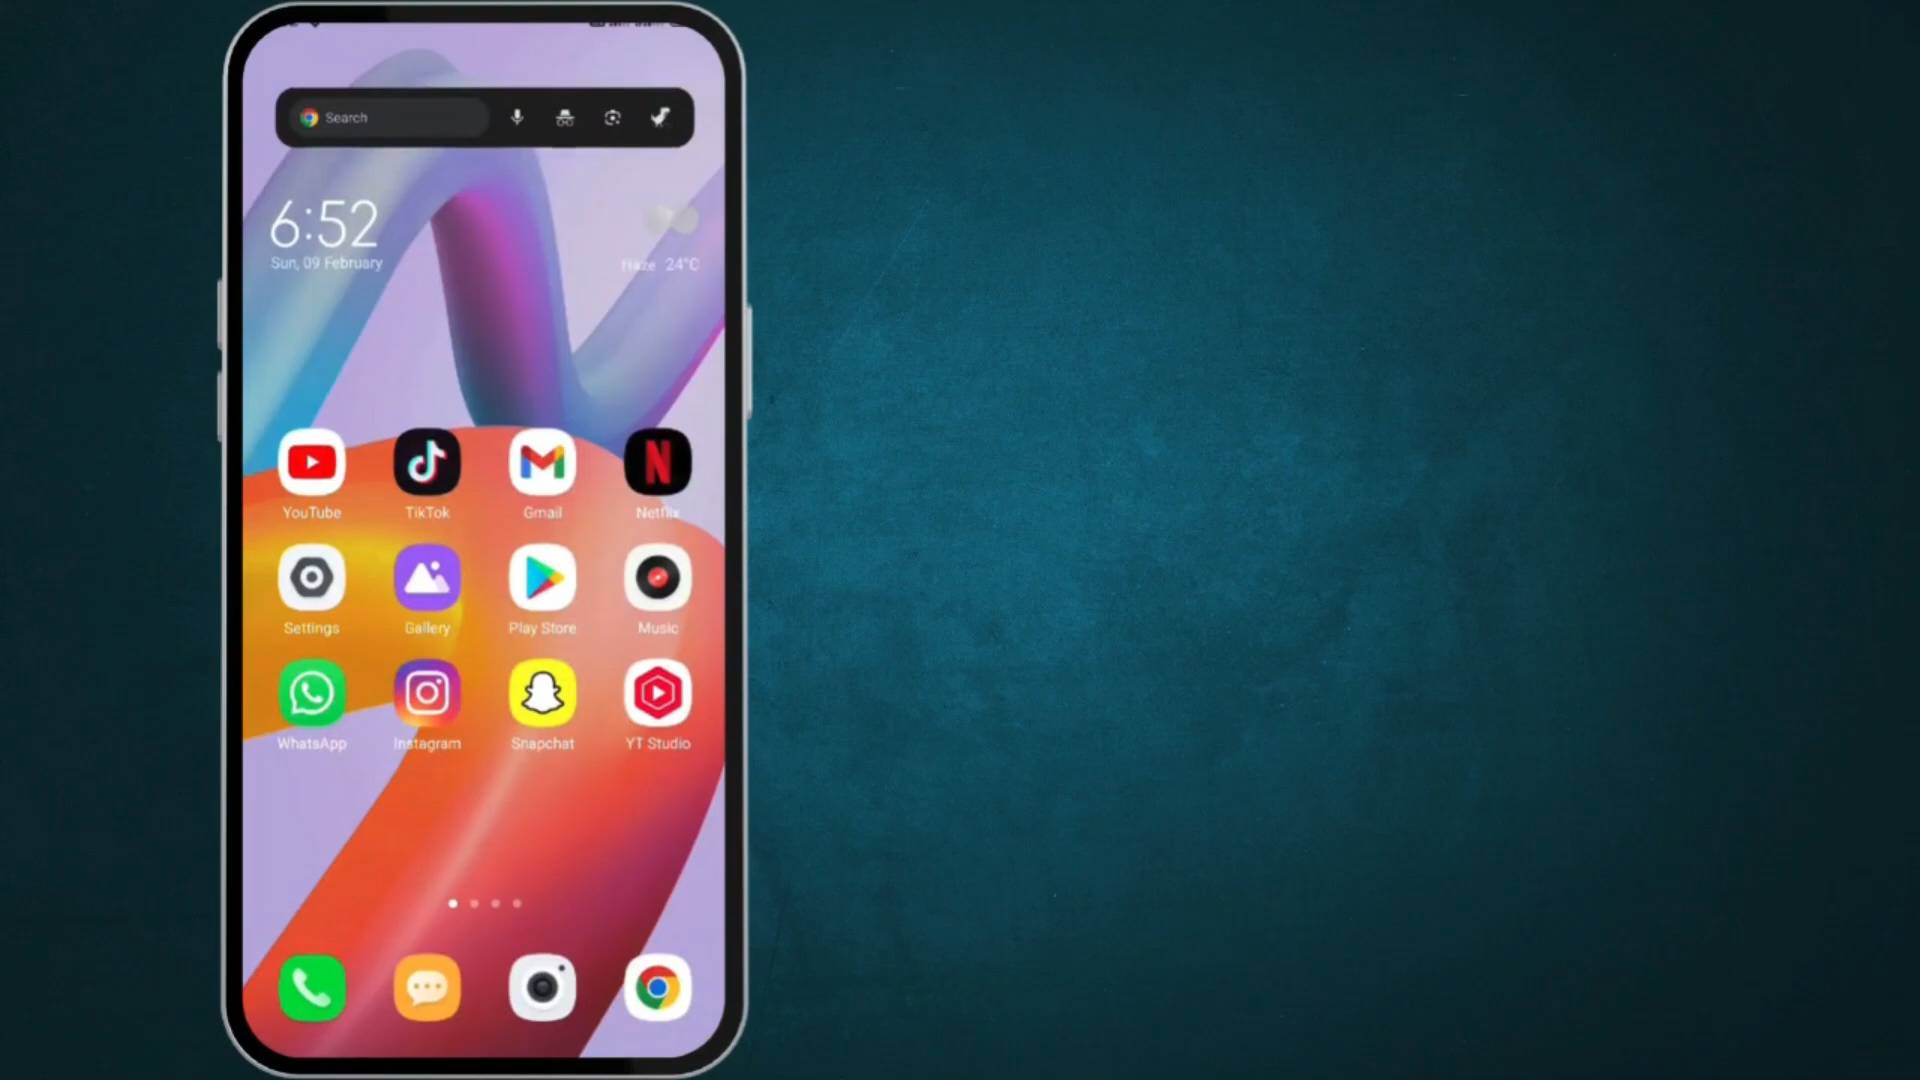 Search
6:52
Sun, 09 February
Haze 24°C
YouTube
TikTok
Gmail
Netflix
Settings
Gallery
Play Store
Music
WhatsApp
Instagram
Snapchat
YT Studio